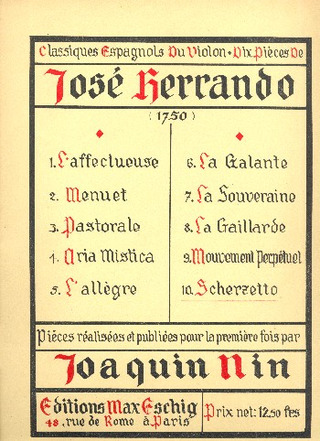 Classiques Espagnols Du Violon • Dix Pièces De
José Herrando
(1750)
1. L'affectueuse
2. Menuet
3. Pastorale
4. Aria Mistica
5. L'allègre
6. La Galante
7. La Souveraine
8. La Gaillarde
9. Mouvement Perpétuel
10. Scherzetto
Pièces réalisées et publiées pour la première fois par
Joaquin Nin
Editions Max Eschig
48, rue de Rome à Paris
Prix net: 12.50 frs